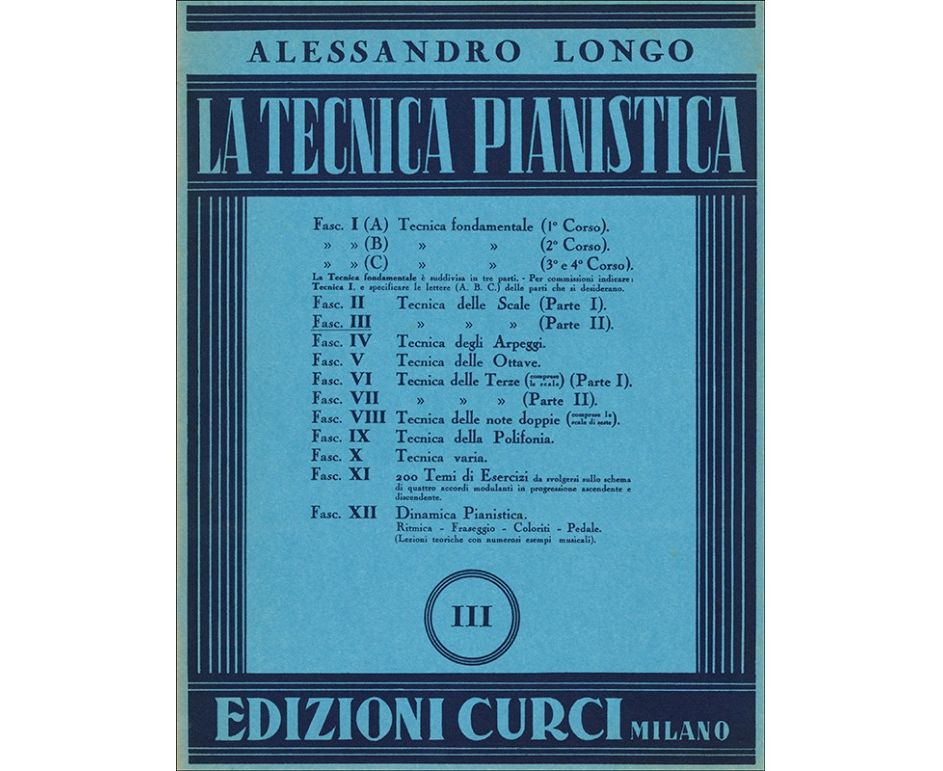 ALESSANDRO LONGO
LA TECNICA PIANISTICA
Fasc. I (A) Tecnica fondamentale (1º Corso).
» » (B) » » (2º Corso).
» » (C) » » (3º e 4º Corso).
La Tecnica fondamentale è suddivisa in tre parti. - Per commissioni indicare:
Tecnica I. e specificare le lettere (A. B. C.) delle parti che si desiderano.
Fasc. II Tecnica delle Scale (Parte I).
Fasc. III » » » (Parte II).
Fasc. IV Tecnica degli Arpeggi.
Fasc. V Tecnica delle Ottave.
Fasc. VI Tecnica delle Terze (comprese le scale) (Parte I).
Fasc. VII » » » (Parte II).
Fasc. VIII Tecnica delle note doppie (comprese le scale di seste).
Fasc. IX Tecnica della Polifonia.
Fasc. X Tecnica varia.
Fasc. XI 200 Temi di Esercizi da svolgersi sullo schema
di quattro accordi modulanti in progressione ascendente e
discendente.
Fasc. XII Dinamica Pianistica.
Ritmica - Fraseggio - Coloriti - Pedale.
(Lezioni teoriche con numerosi esempi musicali).
III
EDIZIONI CURCI MILANO